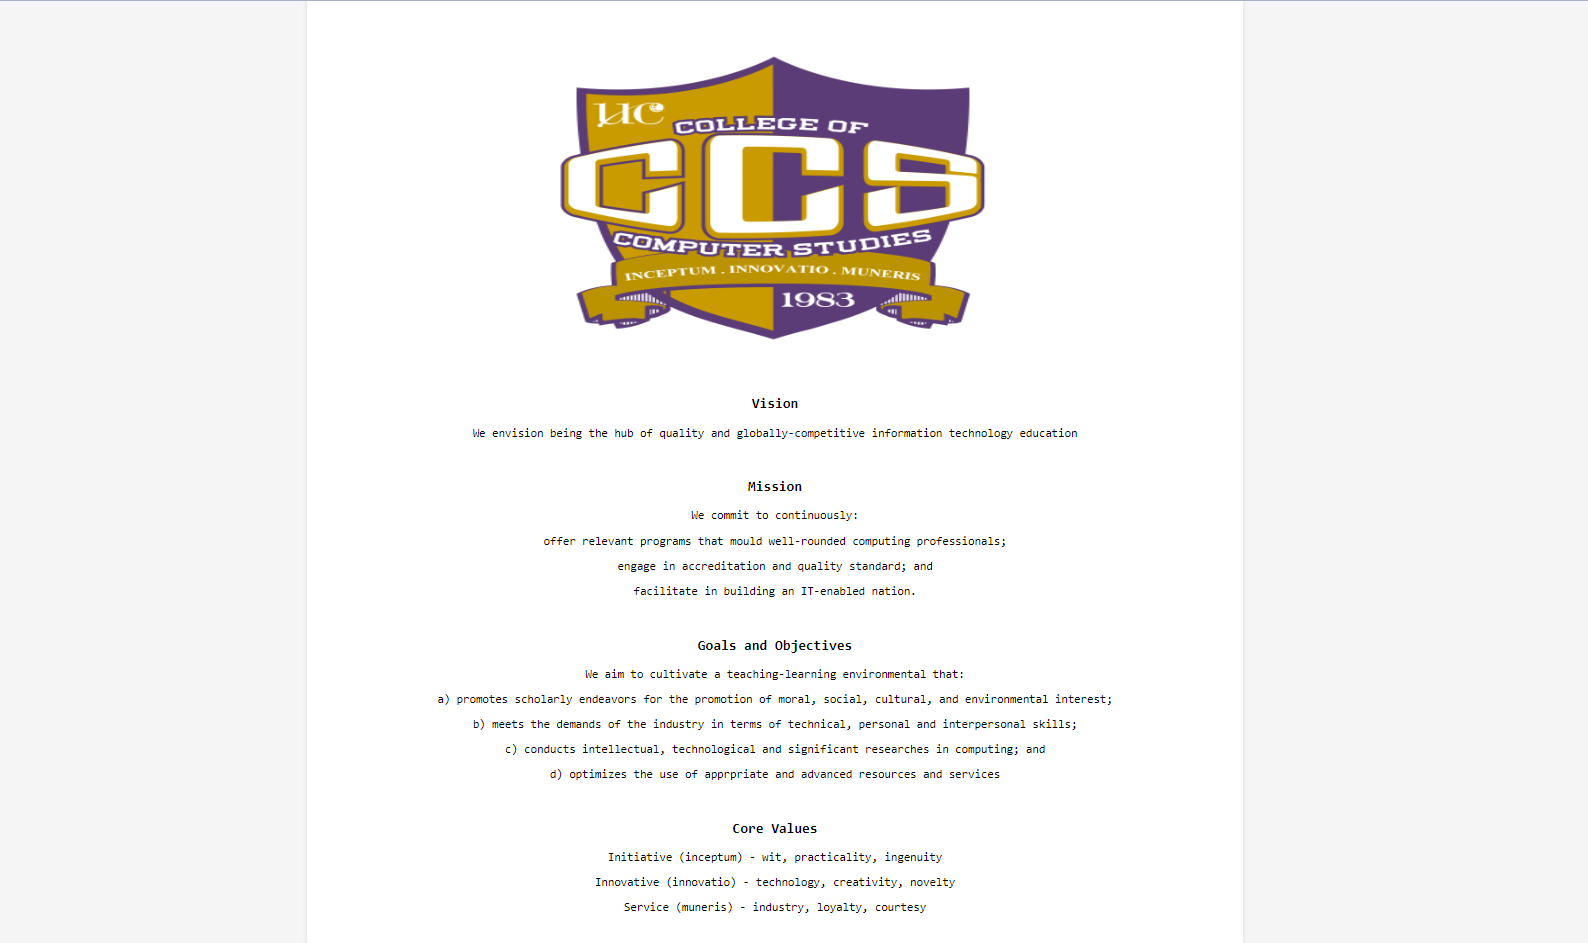 UC
COLLEGE OF
CCS
COMPUTER STUDIES
INCEPTUM . INNOVATIO . MUNERIS
1983
Vision
We envision being the hub of quality and globally-competitive information technology education
Mission
We commit to continuously:
offer relevant programs that mould well-rounded computing professionals;
engage in accreditation and quality standard; and
facilitate in building an IT-enabled nation.
Goals and Objectives
We aim to cultivate a teaching-learning environmental that:
a) promotes scholarly endeavors for the promotion of moral, social, cultural, and environmental interest;
b) meets the demands of the industry in terms of technical, personal and interpersonal skills;
c) conducts intellectual, technological and significant researches in computing; and
d) optimizes the use of apprpriate and advanced resources and services
Core Values
Initiative (inceptum) - wit, practicality, ingenuity
Innovative (innovatio) - technology, creativity, novelty
Service (muneris) - industry, loyalty, courtesy